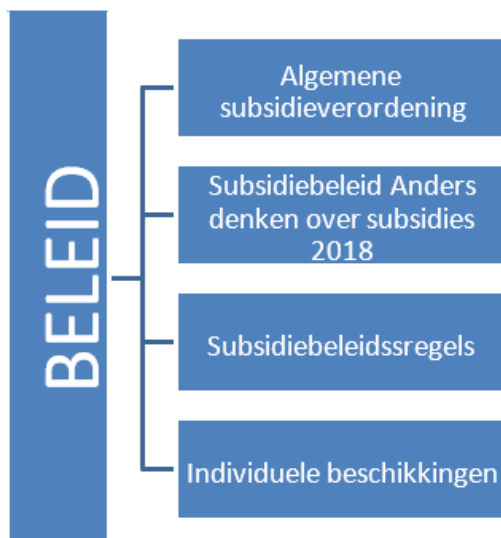 BELEID
Algemene
subsidieverordening
Subsidiebeleid Anders
denken over subsidies
2018
Subsidiebeleidssregels
Individuele beschikkingen